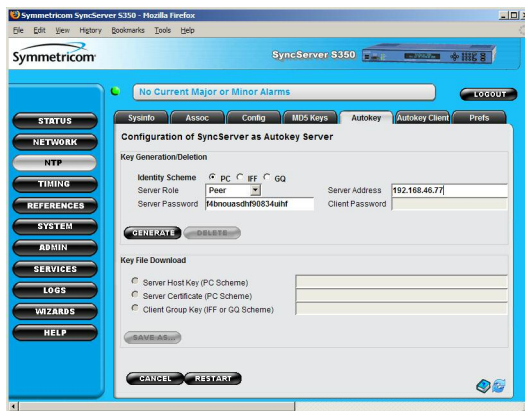 Symmetricom SyncServer S350 - Mozilla Firefox
File Edit View History Bookmarks Tools Help
Symmetricom
SyncServer S350
No Current Major or Minor Alarms
LOGOUT
STATUS
NETWORK
NTP
TIMING
REFERENCES
SYSTEM
ADMIN
SERVICES
LOGS
WIZARDS
HELP
Sysinfo Assoc Config MD5 Keys Autokey Autokey Client Prefs
Configuration of SyncServer as Autokey Server
Key Generation/Deletion
Identity Scheme PC IFF GQ
Server Role Peer Server Address 192.168.46.77
Server Password f4bnouasdhf90834uihf Client Password
GENERATE DELETE
Key File Download
Server Host Key (PC Scheme)
Server Certificate (PC Scheme)
Client Group Key (IFF or GQ Scheme)
SAVE AS...
CANCEL RESTART